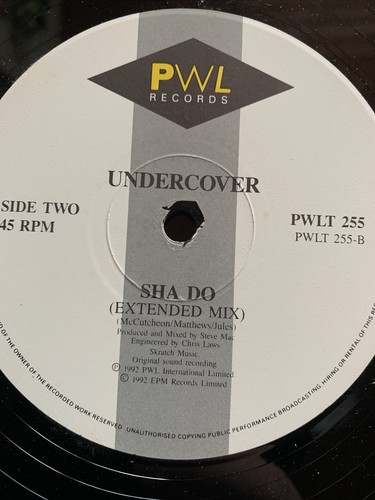 PWL
RECORDS
UNDERCOVER
SIDE TWO
45 RPM
PWLT 255
PWLT 255-B
SHA DO
(EXTENDED MIX)
(McCutcheon/Matthews/Jules)
Produced and Mixed by Steve Mac
Engineered by Chris Laws
Skratch Music
Original sound recording
Ⓟ 1992 PWL International Limited
© 1992 EPM Records Limited
OF THE OWNER OF THE RECORDED WORK RESERVED UNAUTHORISED COPYING PUBLIC PERFORMANCE BROADCASTING HIRING OR RENTAL OF THIS